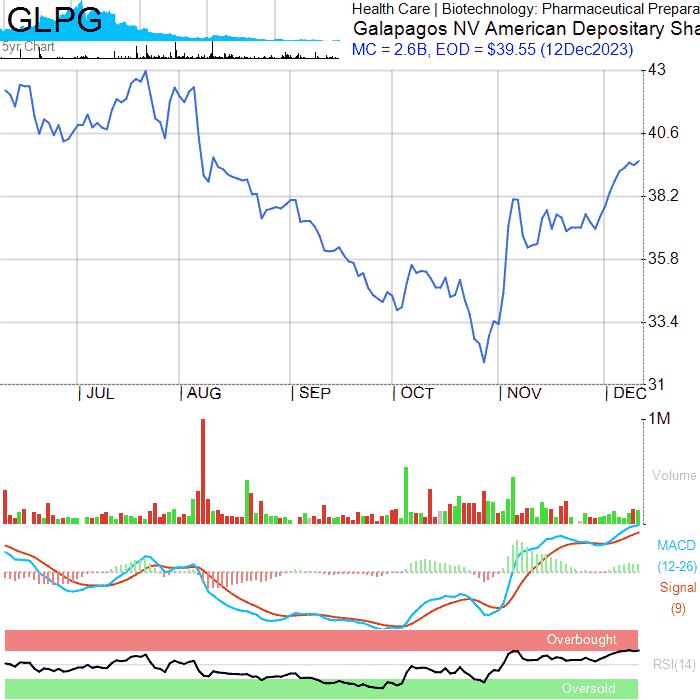 GLPG
5yr Chart
Health Care | Biotechnology: Pharmaceutical Prepara
Galapagos NV American Depositary Sha
MC = 2.6B, EOD = $39.55 (12Dec2023)
43
40.6
38.2
35.8
33.4
31
| JUL | AUG | SEP | OCT | NOV | DEC
1M
Volume
MACD
(12-26)
Signal
(9)
Overbought
RSI(14)
Oversold